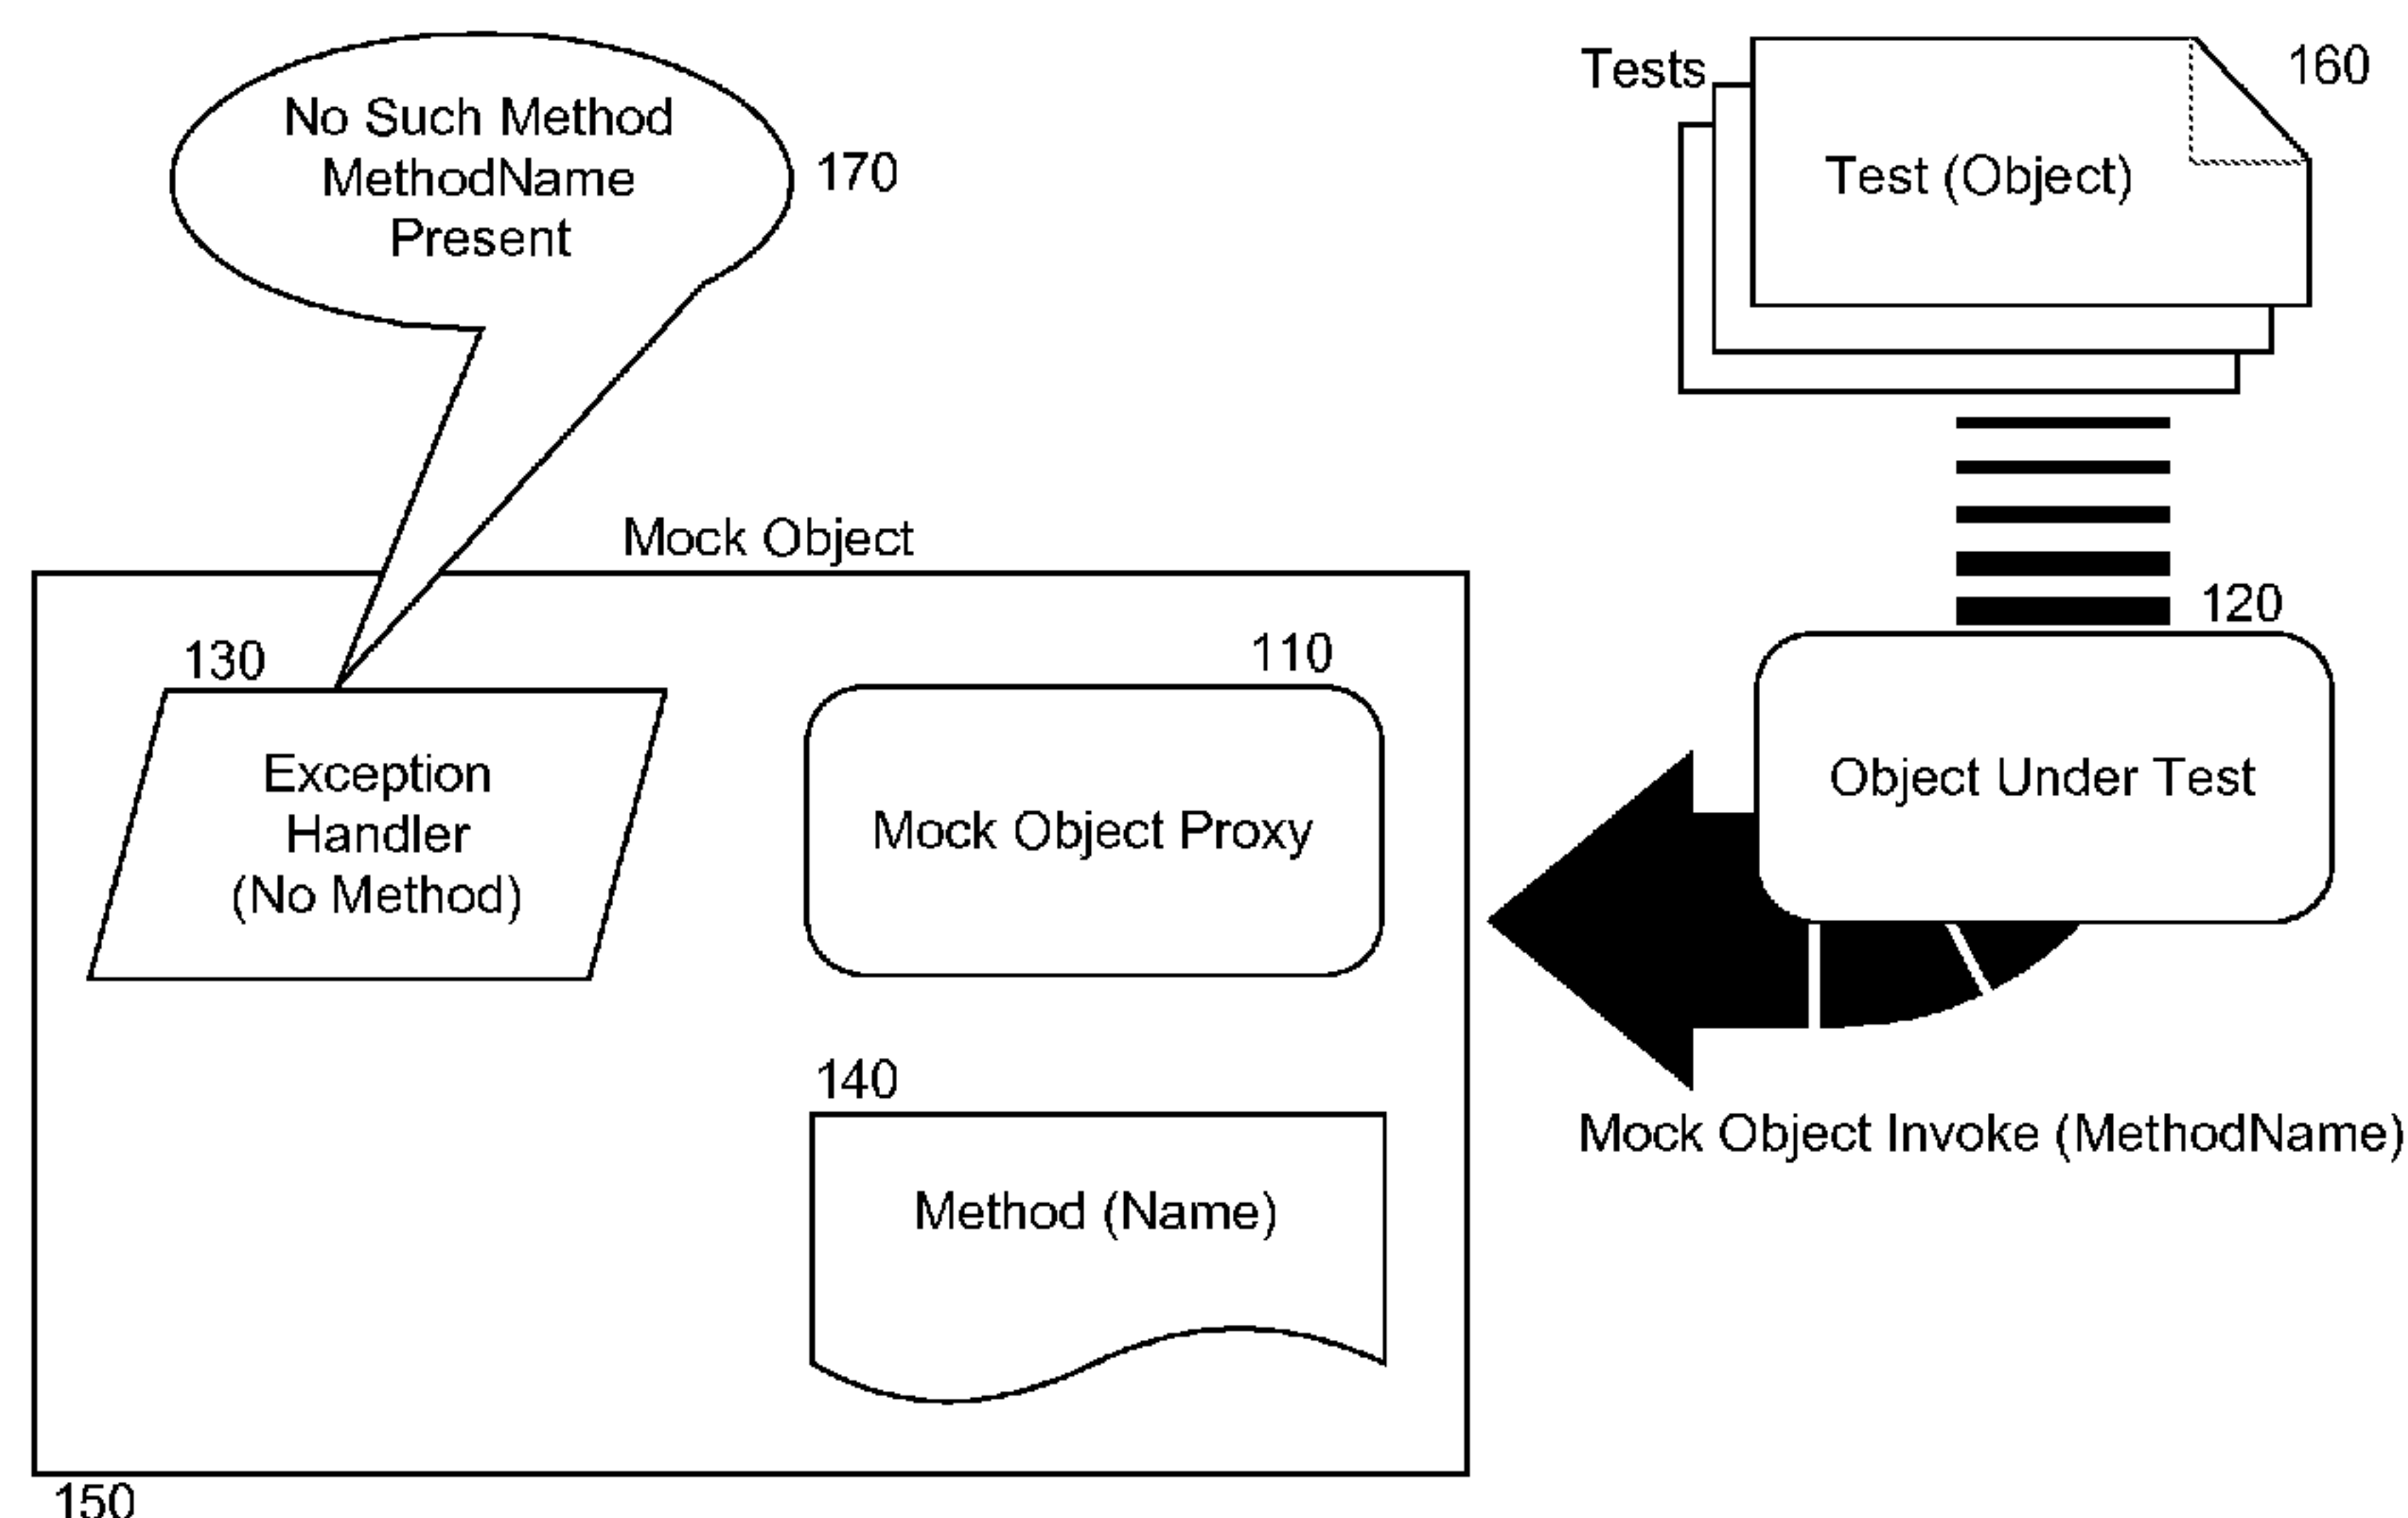 No Such Method
MethodName
Present
170
Tests
160
Test (Object)
Mock Object
130
Exception
Handler
(No Method)
110
Mock Object Proxy
120
Object Under Test
140
Method (Name)
Mock Object Invoke (MethodName)
150